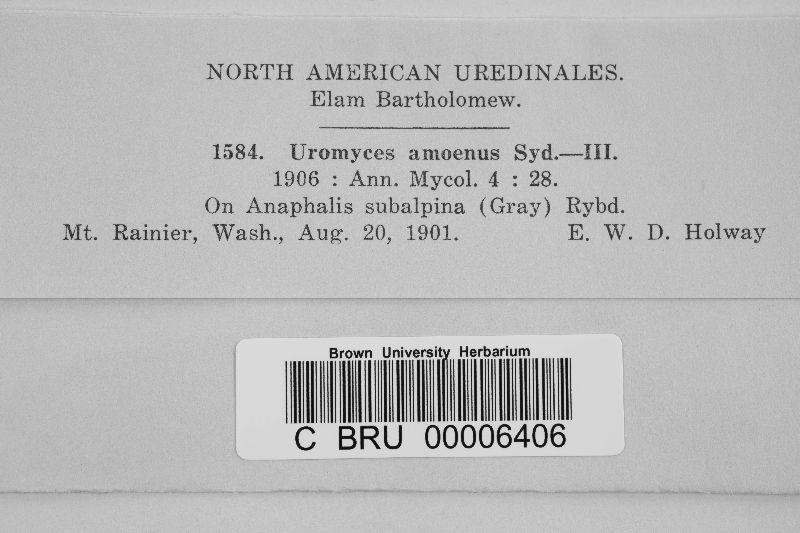 NORTH AMERICAN UREDINALES.
Elam Bartholomew.
1584. Uromyces amoenus Syd.—III.
1906 : Ann. Mycol. 4 : 28.
On Anaphalis subalpina (Gray) Rybd.
Mt. Rainier, Wash., Aug. 20, 1901. E. W. D. Holway
Brown University Herbarium
C BRU 00006406